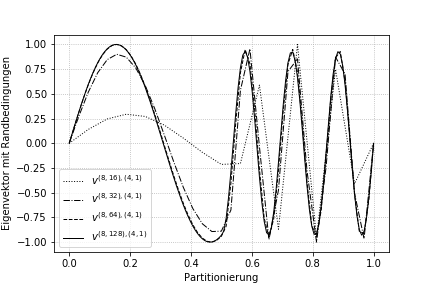 1.00
0.75
0.50
0.25
0.00
−0.25
−0.50
−0.75
−1.00
Eigenvektor mit Randbedingungen
v(8, 16), (4, 1)
v(8, 32), (4, 1)
v(8, 64), (4, 1)
v(8, 128), (4, 1)
0.0 0.2 0.4 0.6 0.8 1.0
Partitionierung